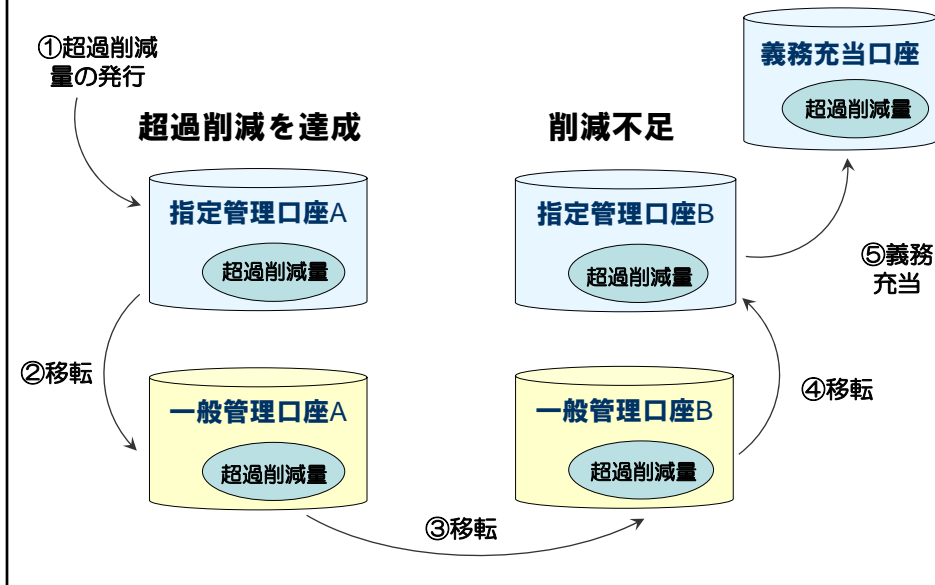 ①超過削減
量の発行
超過削減を達成
削減不足
義務充当口座
超過削減量
指定管理口座A
超過削減量
指定管理口座B
超過削減量
⑤義務
充当
②移転
④移転
一般管理口座A
超過削減量
一般管理口座B
超過削減量
③移転